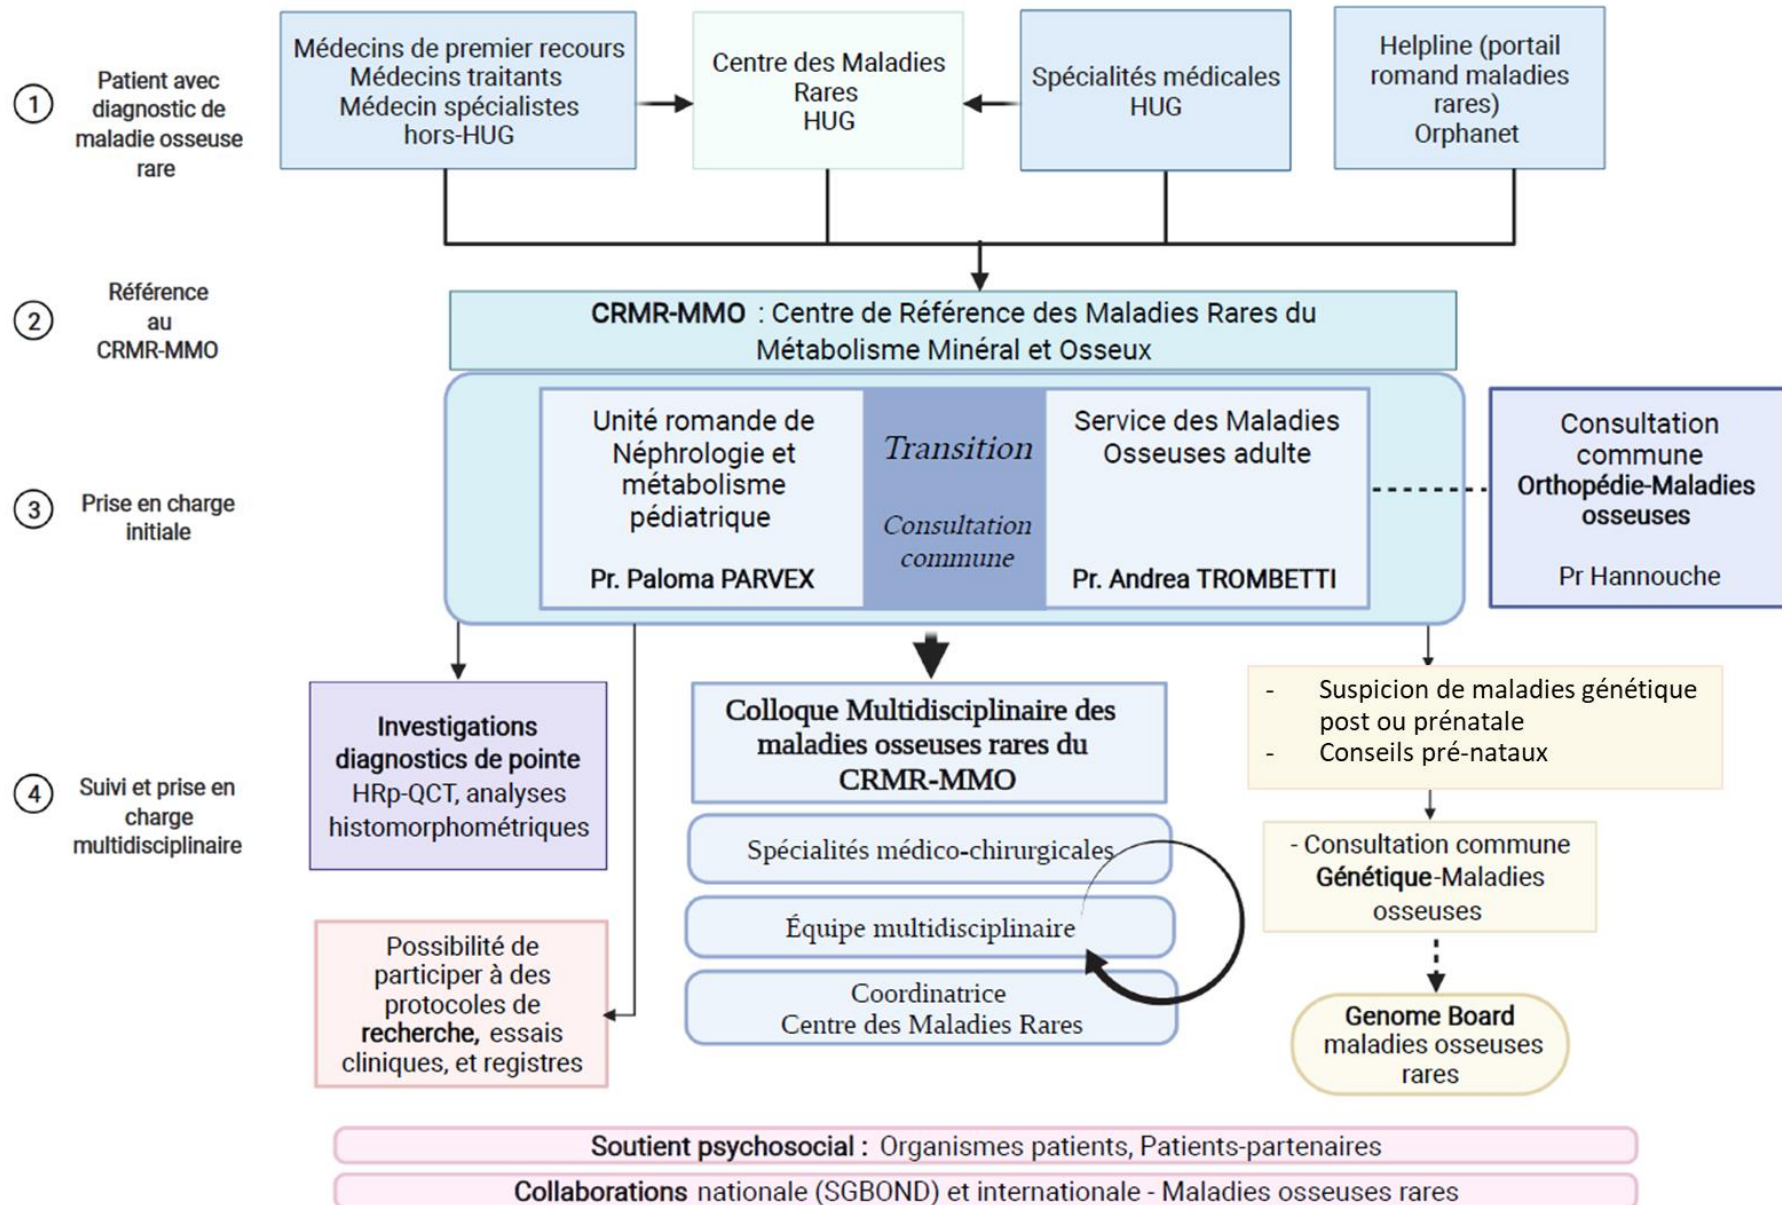 1
Patient avec
diagnostic de
maladie osseuse
rare
Médecins de premier recours
Médecins traitants
Médecin spécialistes
hors-HUG
Centre des Maladies
Rares
HUG
Spécialités médicales
HUG
Helpline (portail
romand maladies
rares)
Orphanet
2
Référence
au
CRMR-MMO
CRMR-MMO : Centre de Référence des Maladies Rares du
Métabolisme Minéral et Osseux
3
Prise en charge
initiale
Unité romande de
Néphrologie et
métabolisme
pédiatrique
Pr. Paloma PARVEX
Transition
Consultation
commune
Service des Maladies
Osseuses adulte
Pr. Andrea TROMBETTI
Consultation
commune
Orthopédie-Maladies
osseuses
Pr Hannouche
4
Suivi et prise en
charge
multidisciplinaire
Investigations
diagnostics de pointe
HRp-QCT, analyses
histomorphométriques
Possibilité de
participer à des
protocoles de
recherche, essais
cliniques, et registres
Colloque Multidisciplinaire des
maladies osseuses rares du
CRMR-MMO
Spécialités médico-chirurgicales
Équipe multidisciplinaire
Coordinatrice
Centre des Maladies Rares
- Suspicion de maladies génétique
post ou prénatale
- Conseils pré-nataux
- Consultation commune
Génétique-Maladies
osseuses
Genome Board
maladies osseuses
rares
Soutient psychosocial : Organismes patients, Patients-partenaires
Collaborations nationale (SGBOND) et internationale - Maladies osseuses rares